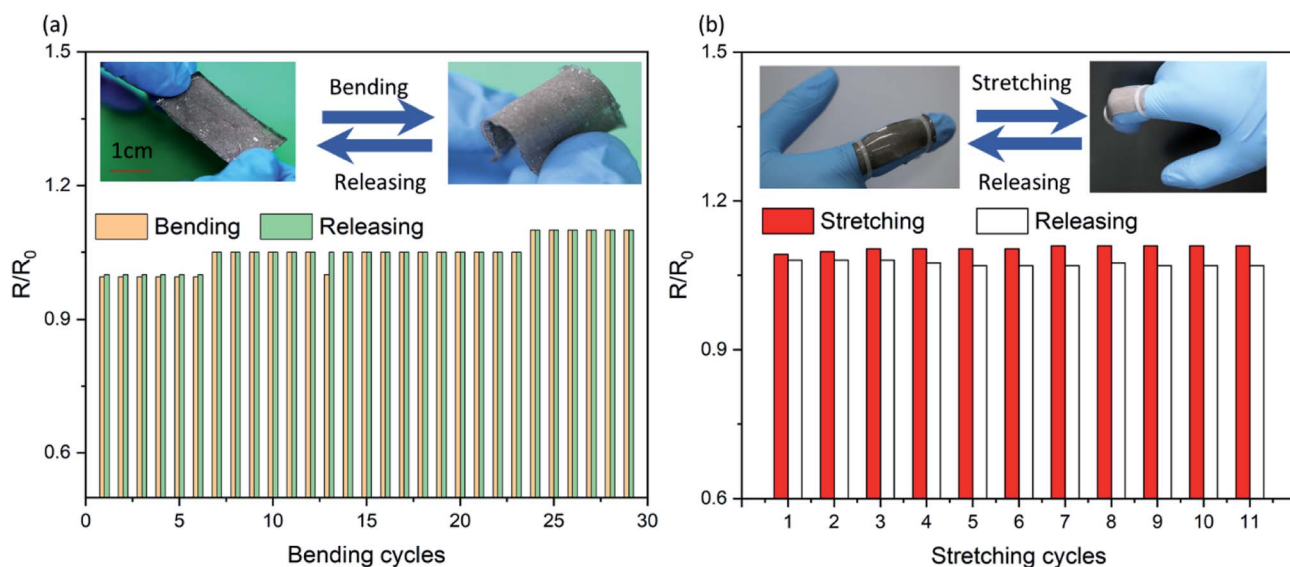 (a)
1.5
1.2
0.9
0.6
R/R0
Bending
Releasing
1cm
Bending
Releasing
0
5
10
15
20
25
30
Bending cycles
(b)
1.5
1.2
0.9
0.6
R/R0
Stretching
Releasing
Stretching
Releasing
1
2
3
4
5
6
7
8
9
10
11
Stretching cycles